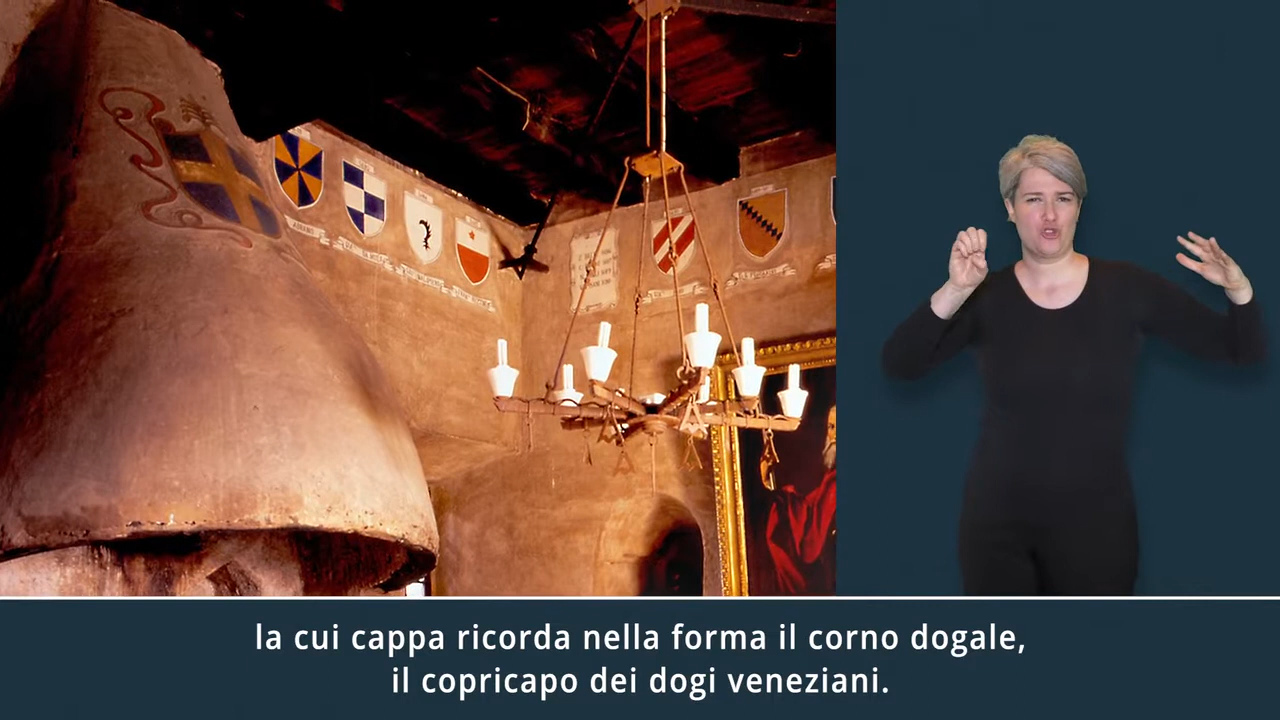 la cui cappa ricorda nella forma il corno dogale,
il copricapo dei dogi veneziani.